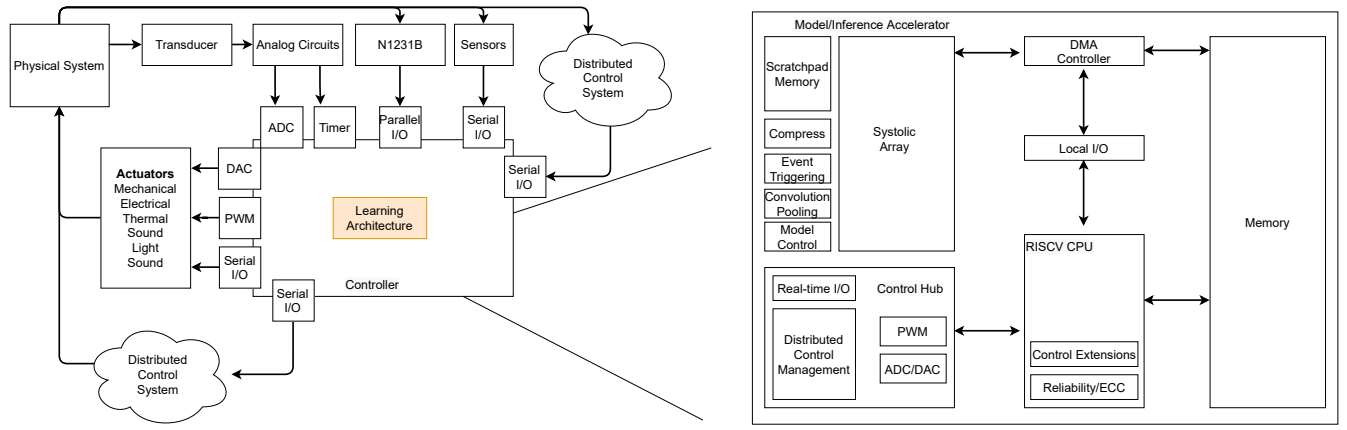 Physical System
Transducer
Analog Circuits
N1231B
Sensors
Distributed
Control
System
ADC
Timer
Parallel
I/O
Serial
I/O
Serial
I/O
Actuators
Mechanical
Electrical
Thermal
Sound
Light
Sound
DAC
PWM
Serial
I/O
Learning
Architecture
Controller
Serial
I/O
Distributed
Control
System
Model/Inference Accelerator
Scratchpad
Memory
Compress
Event
Triggering
Convolution
Pooling
Model
Control
Systolic
Array
DMA
Controller
Local I/O
Memory
RISCV CPU
Control Extensions
Reliability/ECC
Real-time I/O
Control Hub
Distributed
Control
Management
PWM
ADC/DAC